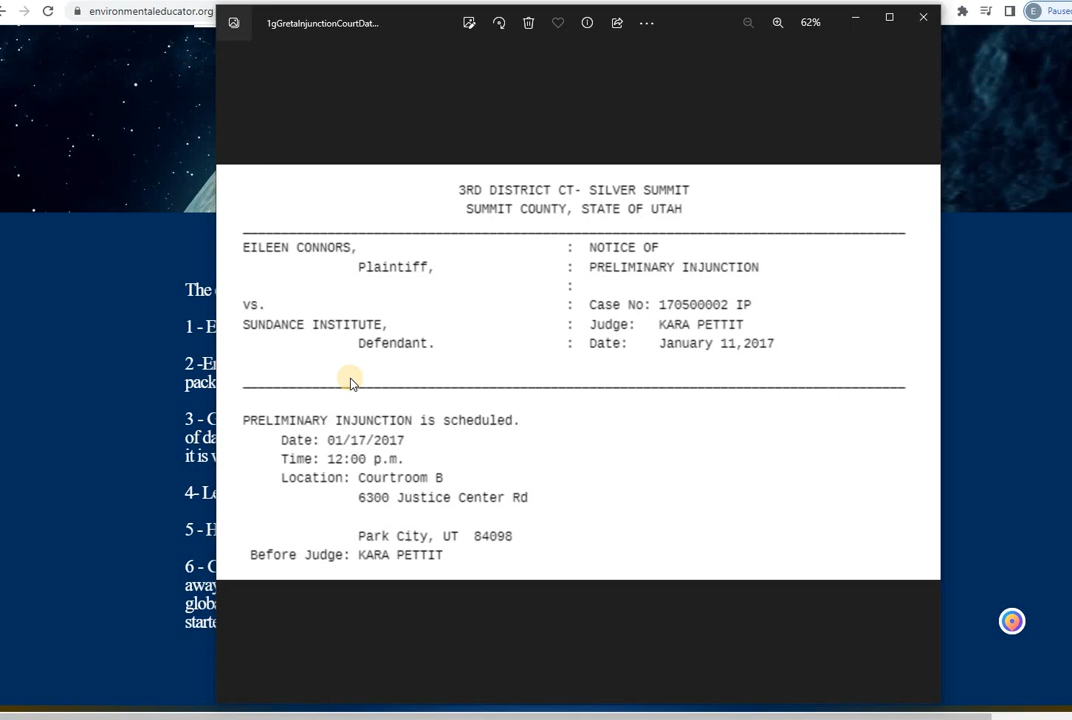 environmentaleducator.org
1gGretaInjunctionCourtDat...
62%
Paused
3RD DISTRICT CT- SILVER SUMMIT
SUMMIT COUNTY, STATE OF UTAH
EILEEN CONNORS, : NOTICE OF
Plaintiff, : PRELIMINARY INJUNCTION
:
vs. : Case No: 170500002 IP
SUNDANCE INSTITUTE, : Judge: KARA PETTIT
Defendant. : Date: January 11,2017
PRELIMINARY INJUNCTION is scheduled.
Date: 01/17/2017
Time: 12:00 p.m.
Location: Courtroom B
6300 Justice Center Rd
Park City, UT 84098
Before Judge: KARA PETTIT
The
1 - E
2 -En
pack
3 - C
of da
it is v
4- Le
5 - H
6 - C
away
globa
starte